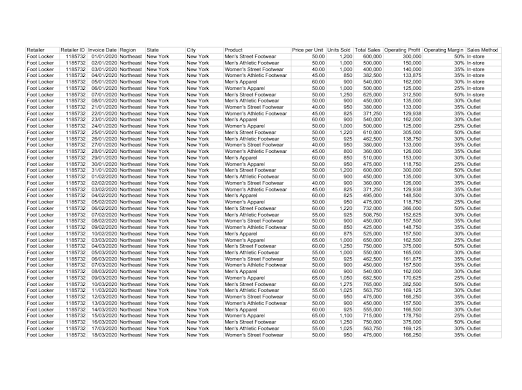 Retailer Retailer ID Invoice Date Region State City Product Price per Unit Units Sold Total Sales Operating Profit Operating Margin Sales Method
Foot Locker 1185732 01/01/2020 Northeast New York New York Men's Street Footwear 50.00 1,200 600,000 300,000 50% In-store
Foot Locker 1185732 02/01/2020 Northeast New York New York Men's Athletic Footwear 50.00 1,000 500,000 150,000 30% In-store
Foot Locker 1185732 03/01/2020 Northeast New York New York Women's Street Footwear 40.00 1,000 400,000 140,000 35% In-store
Foot Locker 1185732 04/01/2020 Northeast New York New York Women's Athletic Footwear 45.00 850 382,500 133,875 35% In-store
Foot Locker 1185732 05/01/2020 Northeast New York New York Men's Apparel 60.00 900 540,000 162,000 30% In-store
Foot Locker 1185732 06/01/2020 Northeast New York New York Women's Apparel 50.00 1,000 500,000 125,000 25% In-store
Foot Locker 1185732 07/01/2020 Northeast New York New York Men's Street Footwear 50.00 1,250 625,000 312,500 50% In-store
Foot Locker 1185732 08/01/2020 Northeast New York New York Men's Athletic Footwear 50.00 900 450,000 135,000 30% Outlet
Foot Locker 1185732 21/01/2020 Northeast New York New York Women's Street Footwear 40.00 950 380,000 133,000 35% Outlet
Foot Locker 1185732 22/01/2020 Northeast New York New York Women's Athletic Footwear 45.00 825 371,250 129,938 35% Outlet
Foot Locker 1185732 23/01/2020 Northeast New York New York Men's Apparel 60.00 900 540,000 162,000 30% Outlet
Foot Locker 1185732 24/01/2020 Northeast New York New York Women's Apparel 50.00 1,000 500,000 125,000 25% Outlet
Foot Locker 1185732 25/01/2020 Northeast New York New York Men's Street Footwear 50.00 1,220 610,000 305,000 50% Outlet
Foot Locker 1185732 26/01/2020 Northeast New York New York Men's Athletic Footwear 50.00 925 462,500 138,750 30% Outlet
Foot Locker 1185732 27/01/2020 Northeast New York New York Women's Street Footwear 40.00 950 380,000 133,000 35% Outlet
Foot Locker 1185732 28/01/2020 Northeast New York New York Women's Athletic Footwear 45.00 800 360,000 126,000 35% Outlet
Foot Locker 1185732 29/01/2020 Northeast New York New York Men's Apparel 60.00 850 510,000 153,000 30% Outlet
Foot Locker 1185732 30/01/2020 Northeast New York New York Women's Apparel 50.00 950 475,000 118,750 25% Outlet
Foot Locker 1185732 31/01/2020 Northeast New York New York Men's Street Footwear 50.00 1,200 600,000 300,000 50% Outlet
Foot Locker 1185732 01/02/2020 Northeast New York New York Men's Athletic Footwear 50.00 900 450,000 135,000 30% Outlet
Foot Locker 1185732 02/02/2020 Northeast New York New York Women's Street Footwear 40.00 900 360,000 126,000 35% Outlet
Foot Locker 1185732 03/02/2020 Northeast New York New York Women's Athletic Footwear 45.00 825 371,250 129,938 35% Outlet
Foot Locker 1185732 04/02/2020 Northeast New York New York Men's Apparel 60.00 825 495,000 148,500 30% Outlet
Foot Locker 1185732 05/02/2020 Northeast New York New York Women's Apparel 50.00 950 475,000 118,750 25% Outlet
Foot Locker 1185732 06/02/2020 Northeast New York New York Men's Street Footwear 60.00 1,220 732,000 366,000 50% Outlet
Foot Locker 1185732 07/02/2020 Northeast New York New York Men's Athletic Footwear 55.00 925 508,750 152,625 30% Outlet
Foot Locker 1185732 08/02/2020 Northeast New York New York Women's Street Footwear 50.00 900 450,000 157,500 35% Outlet
Foot Locker 1185732 09/02/2020 Northeast New York New York Women's Athletic Footwear 50.00 850 425,000 148,750 35% Outlet
Foot Locker 1185732 10/02/2020 Northeast New York New York Men's Apparel 60.00 875 525,000 157,500 30% Outlet
Foot Locker 1185732 03/03/2020 Northeast New York New York Women's Apparel 65.00 1,000 650,000 162,500 25% Outlet
Foot Locker 1185732 04/03/2020 Northeast New York New York Men's Street Footwear 60.00 1,250 750,000 375,000 50% Outlet
Foot Locker 1185732 05/03/2020 Northeast New York New York Men's Athletic Footwear 55.00 1,000 550,000 165,000 30% Outlet
Foot Locker 1185732 06/03/2020 Northeast New York New York Women's Street Footwear 50.00 925 462,500 161,875 35% Outlet
Foot Locker 1185732 07/03/2020 Northeast New York New York Women's Athletic Footwear 50.00 900 450,000 157,500 35% Outlet
Foot Locker 1185732 08/03/2020 Northeast New York New York Men's Apparel 60.00 900 540,000 162,000 30% Outlet
Foot Locker 1185732 09/03/2020 Northeast New York New York Women's Apparel 65.00 1,050 682,500 170,625 25% Outlet
Foot Locker 1185732 10/03/2020 Northeast New York New York Men's Street Footwear 60.00 1,275 765,000 382,500 50% Outlet
Foot Locker 1185732 11/03/2020 Northeast New York New York Men's Athletic Footwear 55.00 1,025 563,750 169,125 30% Outlet
Foot Locker 1185732 12/03/2020 Northeast New York New York Women's Street Footwear 50.00 950 475,000 166,250 35% Outlet
Foot Locker 1185732 13/03/2020 Northeast New York New York Women's Athletic Footwear 50.00 900 450,000 157,500 35% Outlet
Foot Locker 1185732 14/03/2020 Northeast New York New York Men's Apparel 60.00 925 555,000 166,500 30% Outlet
Foot Locker 1185732 15/03/2020 Northeast New York New York Women's Apparel 65.00 1,100 715,000 178,750 25% Outlet
Foot Locker 1185732 16/03/2020 Northeast New York New York Men's Street Footwear 60.00 1,250 750,000 375,000 50% Outlet
Foot Locker 1185732 17/03/2020 Northeast New York New York Men's Athletic Footwear 55.00 1,025 563,750 169,125 30% Outlet
Foot Locker 1185732 18/03/2020 Northeast New York New York Women's Street Footwear 50.00 950 475,000 166,250 35% Outlet